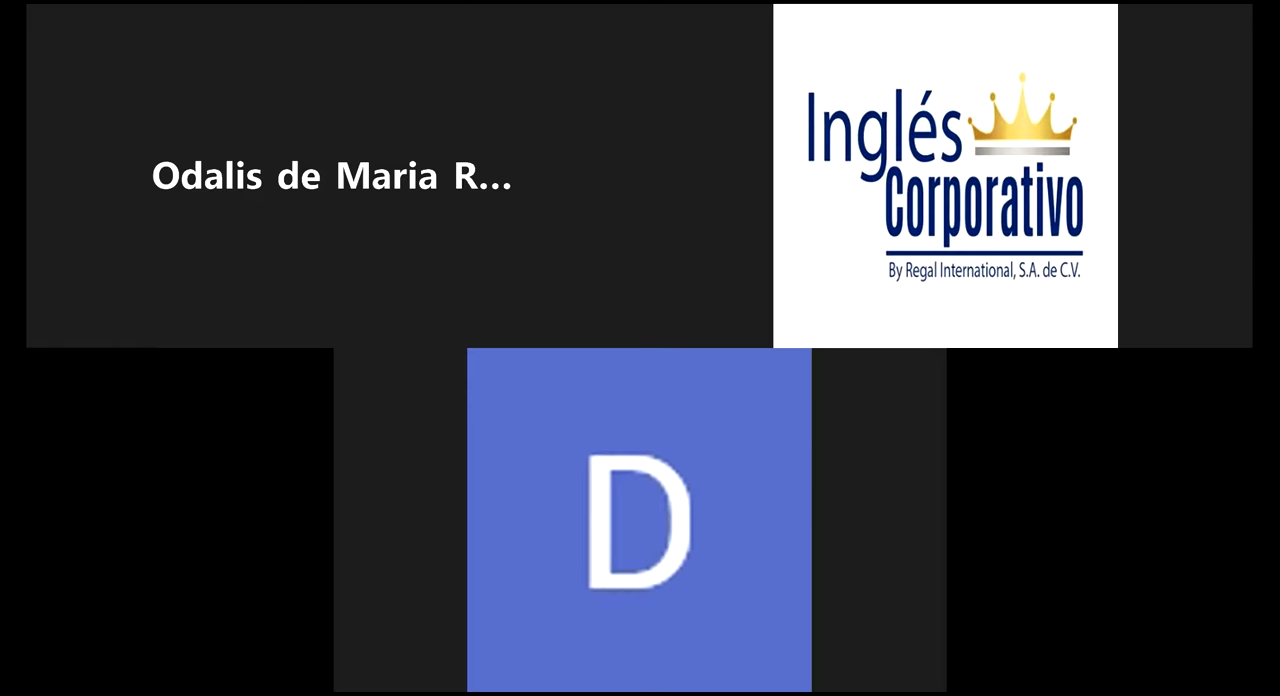 Odalis de Maria R...
Inglés
Corporativo
By Regal International, S.A. de C.V.
D